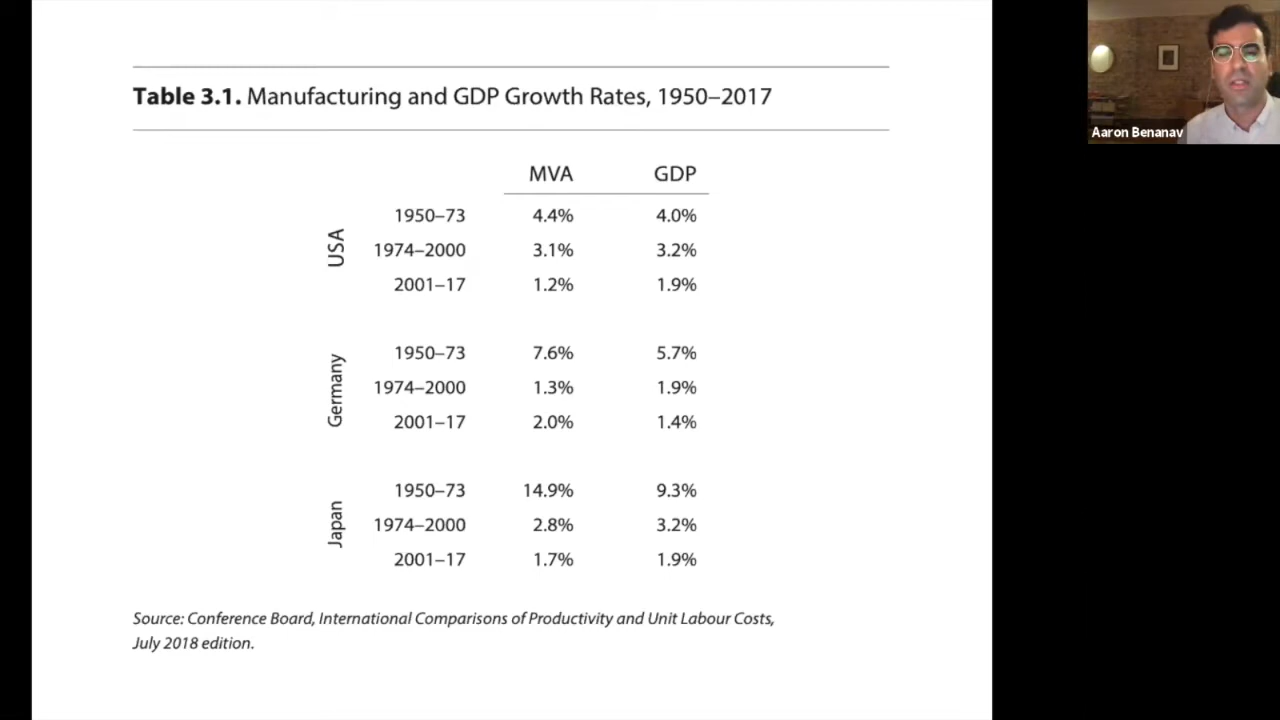 Table 3.1. Manufacturing and GDP Growth Rates, 1950–2017
MVA GDP
USA
1950–73 4.4% 4.0%
1974–2000 3.1% 3.2%
2001–17 1.2% 1.9%
Germany
1950–73 7.6% 5.7%
1974–2000 1.3% 1.9%
2001–17 2.0% 1.4%
Japan
1950–73 14.9% 9.3%
1974–2000 2.8% 3.2%
2001–17 1.7% 1.9%
Source: Conference Board, International Comparisons of Productivity and Unit Labour Costs,
July 2018 edition.
Aaron Benanav